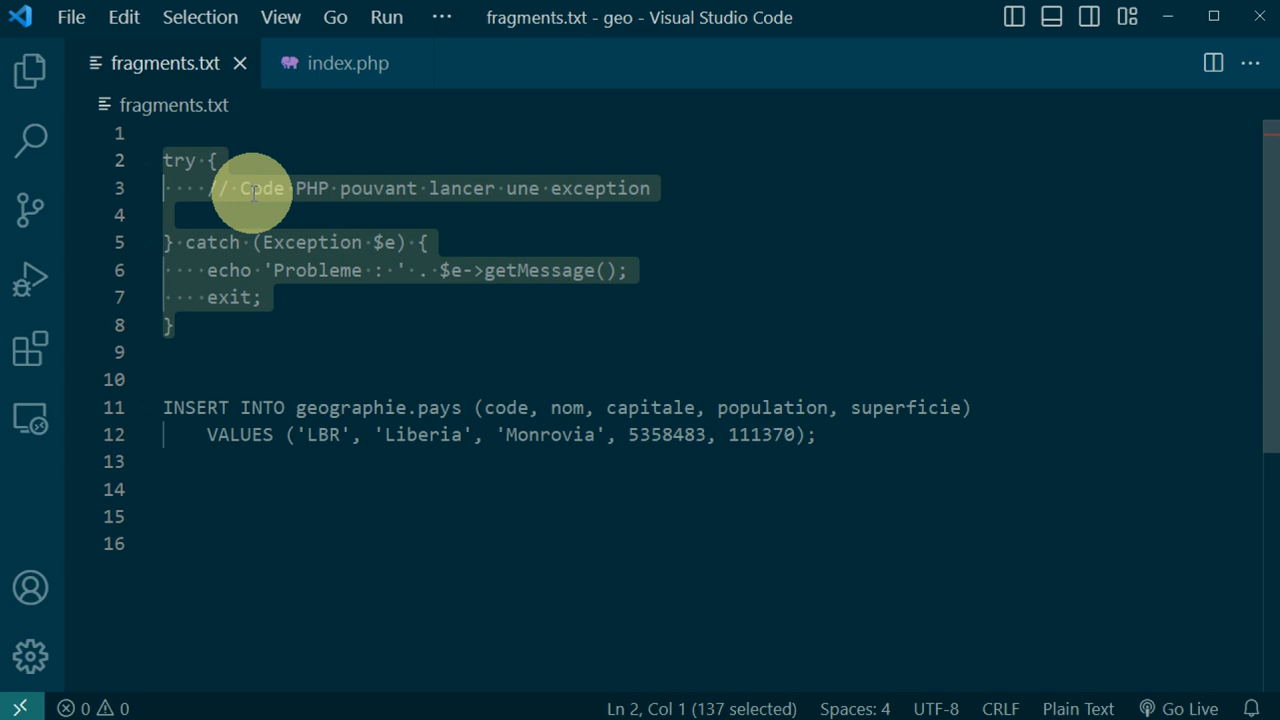 File Edit Selection View Go Run ··· fragments.txt - geo - Visual Studio Code
fragments.txt index.php
fragments.txt
1
2 try {
3 // Code PHP pouvant lancer une exception
4
5 } catch (Exception $e) {
6 echo 'Probleme : ' . $e->getMessage();
7 exit;
8 }
9
10
11 INSERT INTO geographie.pays (code, nom, capitale, population, superficie)
12 VALUES ('LBR', 'Liberia', 'Monrovia', 5358483, 111370);
13
14
15
16
0 0 Ln 2, Col 1 (137 selected) Spaces: 4 UTF-8 CRLF Plain Text Go Live